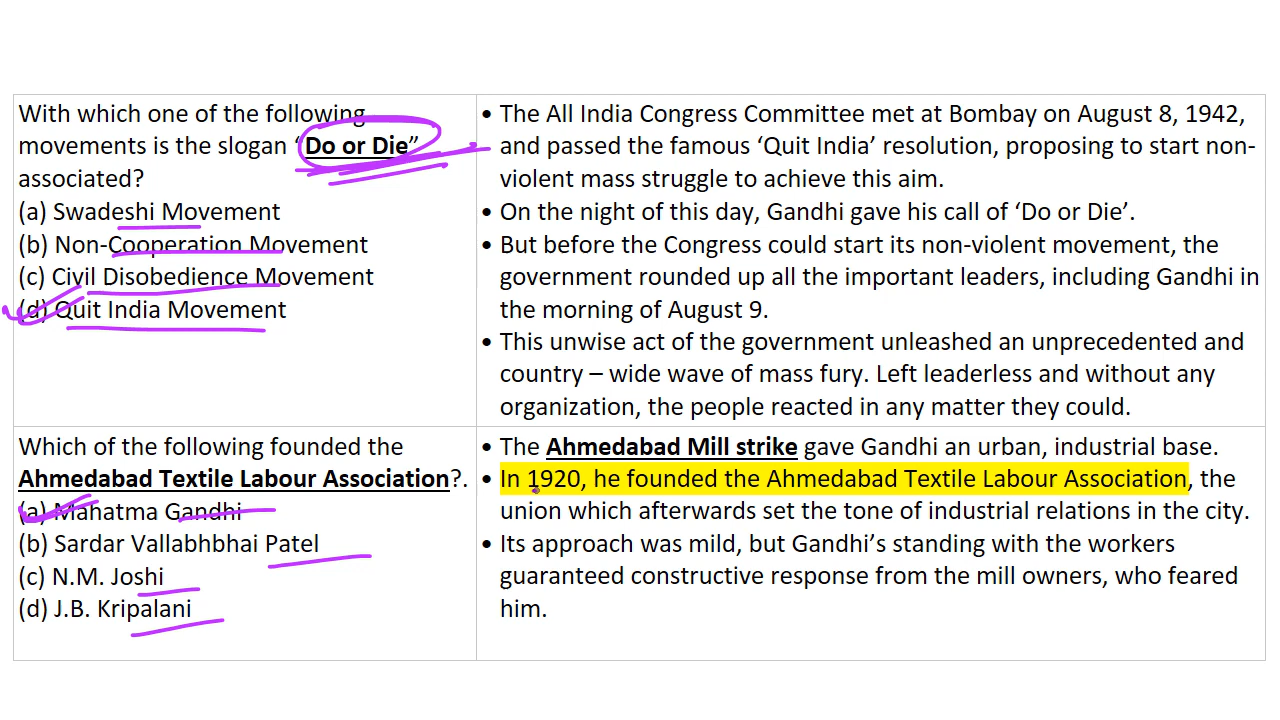 With which one of the following
movements is the slogan ‘Do or Die”
associated?
(a) Swadeshi Movement
(b) Non-Cooperation Movement
(c) Civil Disobedience Movement
(d) Quit India Movement
• The All India Congress Committee met at Bombay on August 8, 1942,
and passed the famous ‘Quit India’ resolution, proposing to start non-
violent mass struggle to achieve this aim.
• On the night of this day, Gandhi gave his call of ‘Do or Die’.
• But before the Congress could start its non-violent movement, the
government rounded up all the important leaders, including Gandhi in
the morning of August 9.
• This unwise act of the government unleashed an unprecedented and
country – wide wave of mass fury. Left leaderless and without any
organization, the people reacted in any matter they could.
Which of the following founded the
Ahmedabad Textile Labour Association?.
(a) Mahatma Gandhi
(b) Sardar Vallabhbhai Patel
(c) N.M. Joshi
(d) J.B. Kripalani
• The Ahmedabad Mill strike gave Gandhi an urban, industrial base.
• In 1920, he founded the Ahmedabad Textile Labour Association, the
union which afterwards set the tone of industrial relations in the city.
• Its approach was mild, but Gandhi’s standing with the workers
guaranteed constructive response from the mill owners, who feared
him.